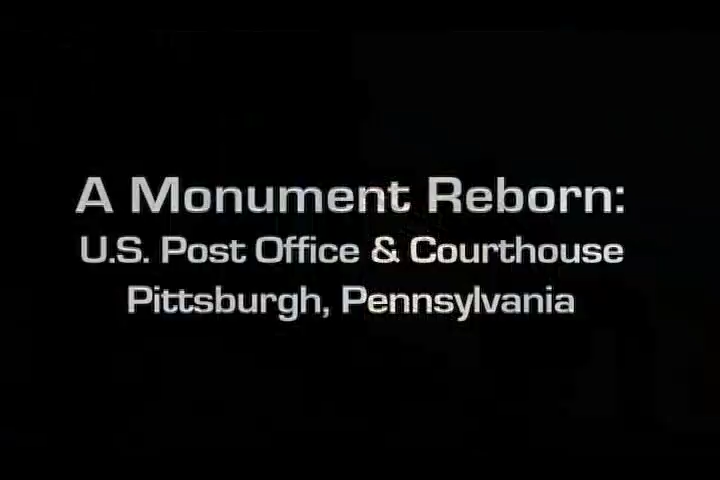 A Monument Reborn:
U.S. Post Office & Courthouse
Pittsburgh, Pennsylvania